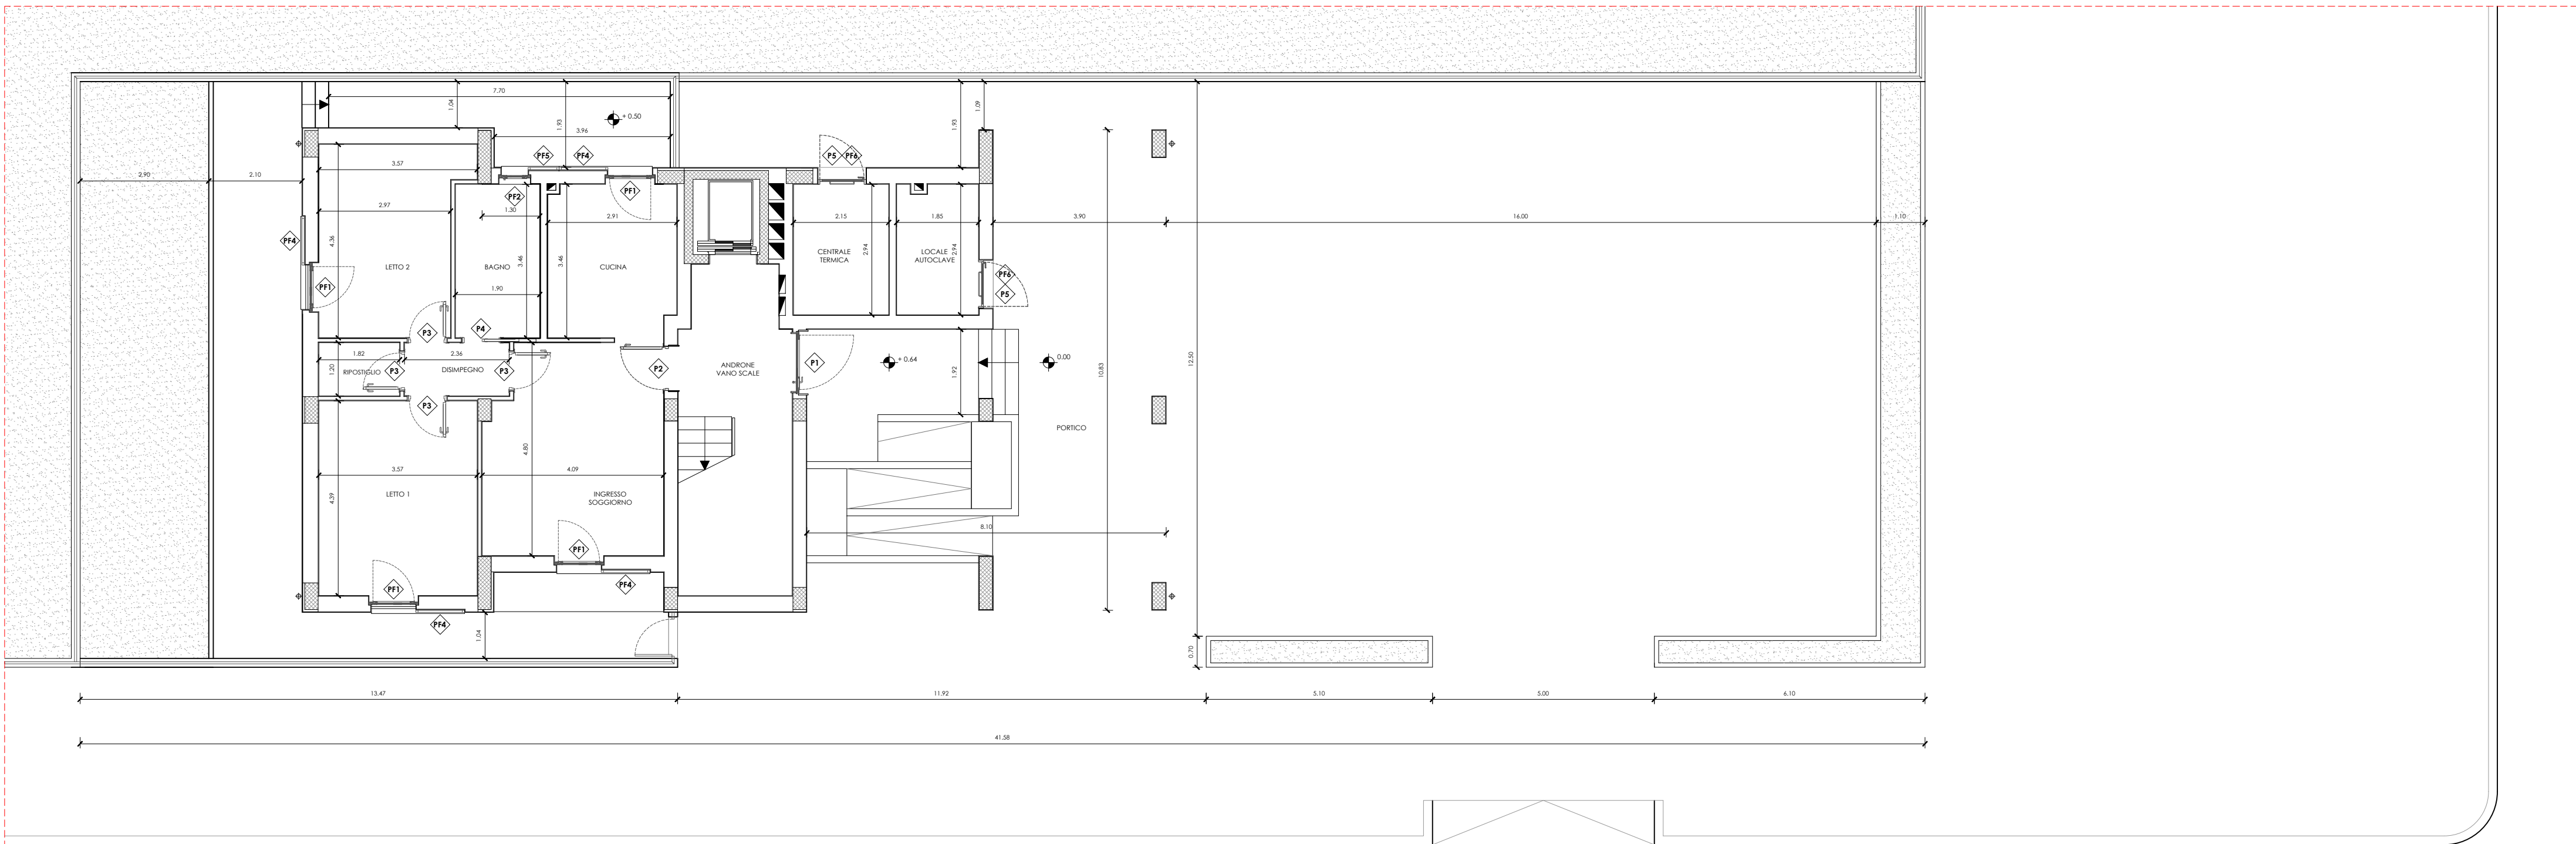 7.70
1.04
1.93
+ 0.50
3.96
1.93
1.09
PF5
PF4
P5
PF6
3.57
2.90
2.10
PF1
PF2
2.97
1.30
2.91
2.15
1.85
3.90
16.00
1.10
PF4
4.36
LETTO 2
BAGNO
3.46
3.46
CUCINA
CENTRALE
TERMICA
2.94
LOCALE
AUTOCLAVE
2.94
PF6
PF1
1.90
P5
P3
P4
1.82
2.36
1.20
RIPOSTIGLIO
P3
DISIMPEGNO
P3
P2
ANDRONE
VANO SCALE
P1
+ 0.64
0.00
1.92
10.83
12.50
P3
PORTICO
4.80
3.57
4.09
4.39
LETTO 1
INGRESSO
SOGGIORNO
8.10
PF1
PF1
PF4
PF4
1.04
0.70
13.47
11.92
5.10
5.00
6.10
41.58